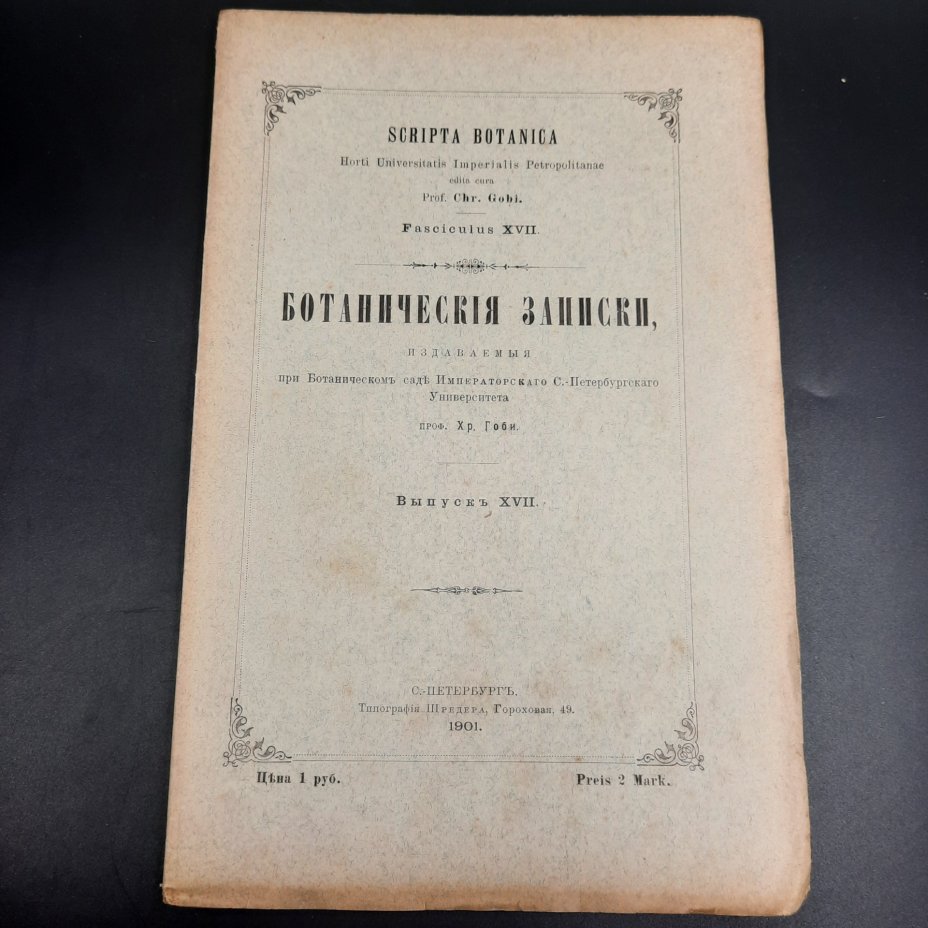 SCRIPTA BOTANICA
Horti Universitatis Imperialis Petropolitanae
edita cura
Prof. Chr. Gobi.
Fasciculus XVII.
БОТАНИЧЕСКІЯ ЗАПИСКИ,
ИЗДАВАЕМЫЯ
при Ботаническомъ садѣ Императорскаго С.-Петербургскаго
Университета
проф. Хр. Гоби.
Выпускъ XVII.
С.-ПЕТЕРБУРГЪ.
Типографія Шредера, Гороховая, 49.
1901.
Цѣна 1 руб.
Preis 2 Mark.